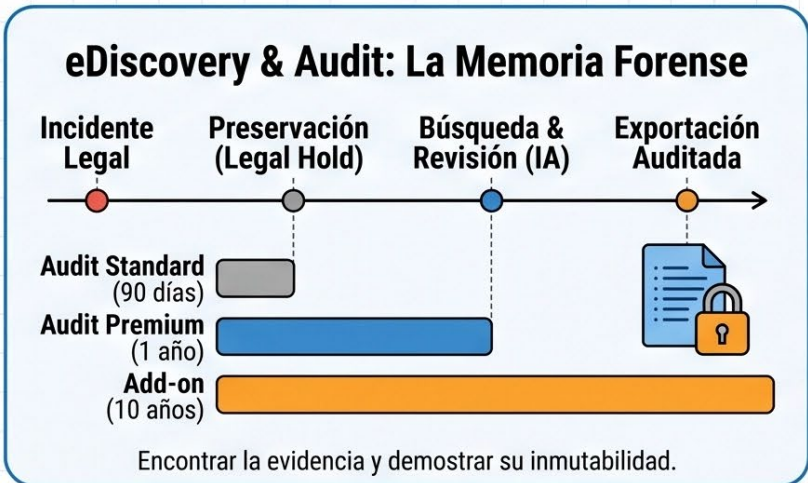 eDiscovery & Audit: La Memoria Forense
Incidente
Legal
Preservación
(Legal Hold)
Búsqueda &
Revisión (IA)
Exportación
Auditada
Audit Standard
(90 días)
Audit Premium
(1 año)
Add-on
(10 años)
Encontrar la evidencia y demostrar su inmutabilidad.